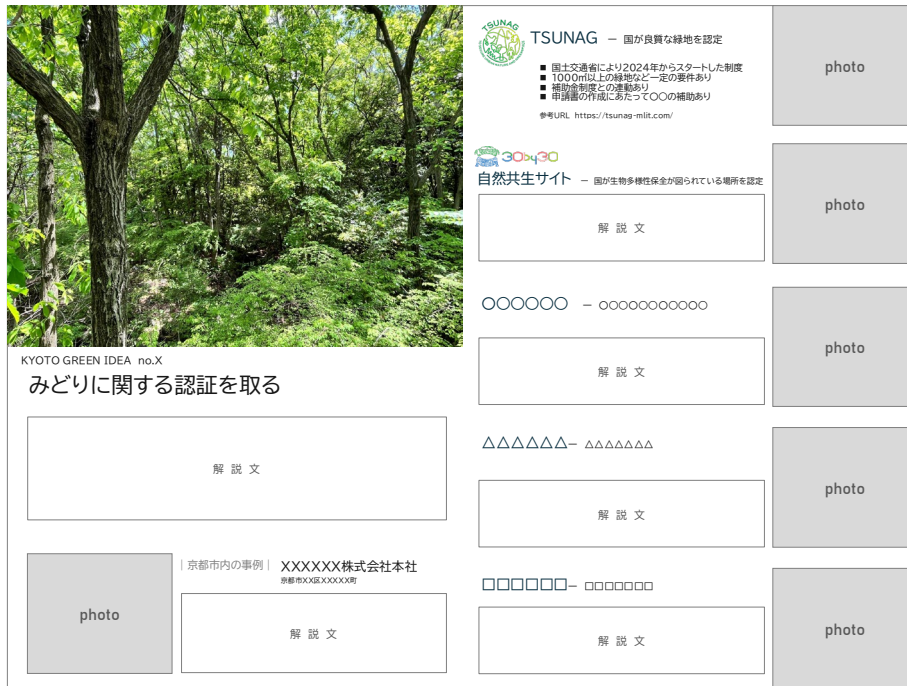 KYOTO GREEN IDEA no.X
みどりに関する認証を取る
解 説 文
photo
｜京都市内の事例｜ XXXXXX株式会社本社
京都市XX区XXXXX町
解 説 文
TSUNAG
TSUNAG － 国が良質な緑地を認定
■ 国土交通省により2024年からスタートした制度
■ 1000㎡以上の緑地など一定の要件あり
■ 補助金制度との連動あり
■ 申請書の作成にあたって〇〇の補助あり
参考URL https://tsunag-mlit.com/
photo
30by30
自然共生サイト － 国が生物多様性保全が図られている場所を認定
解 説 文
photo
〇〇〇〇〇〇 － 〇〇〇〇〇〇〇〇〇〇〇
解 説 文
photo
△△△△△△－ △△△△△△△
解 説 文
photo
□□□□□□－ □□□□□□□
解 説 文
photo